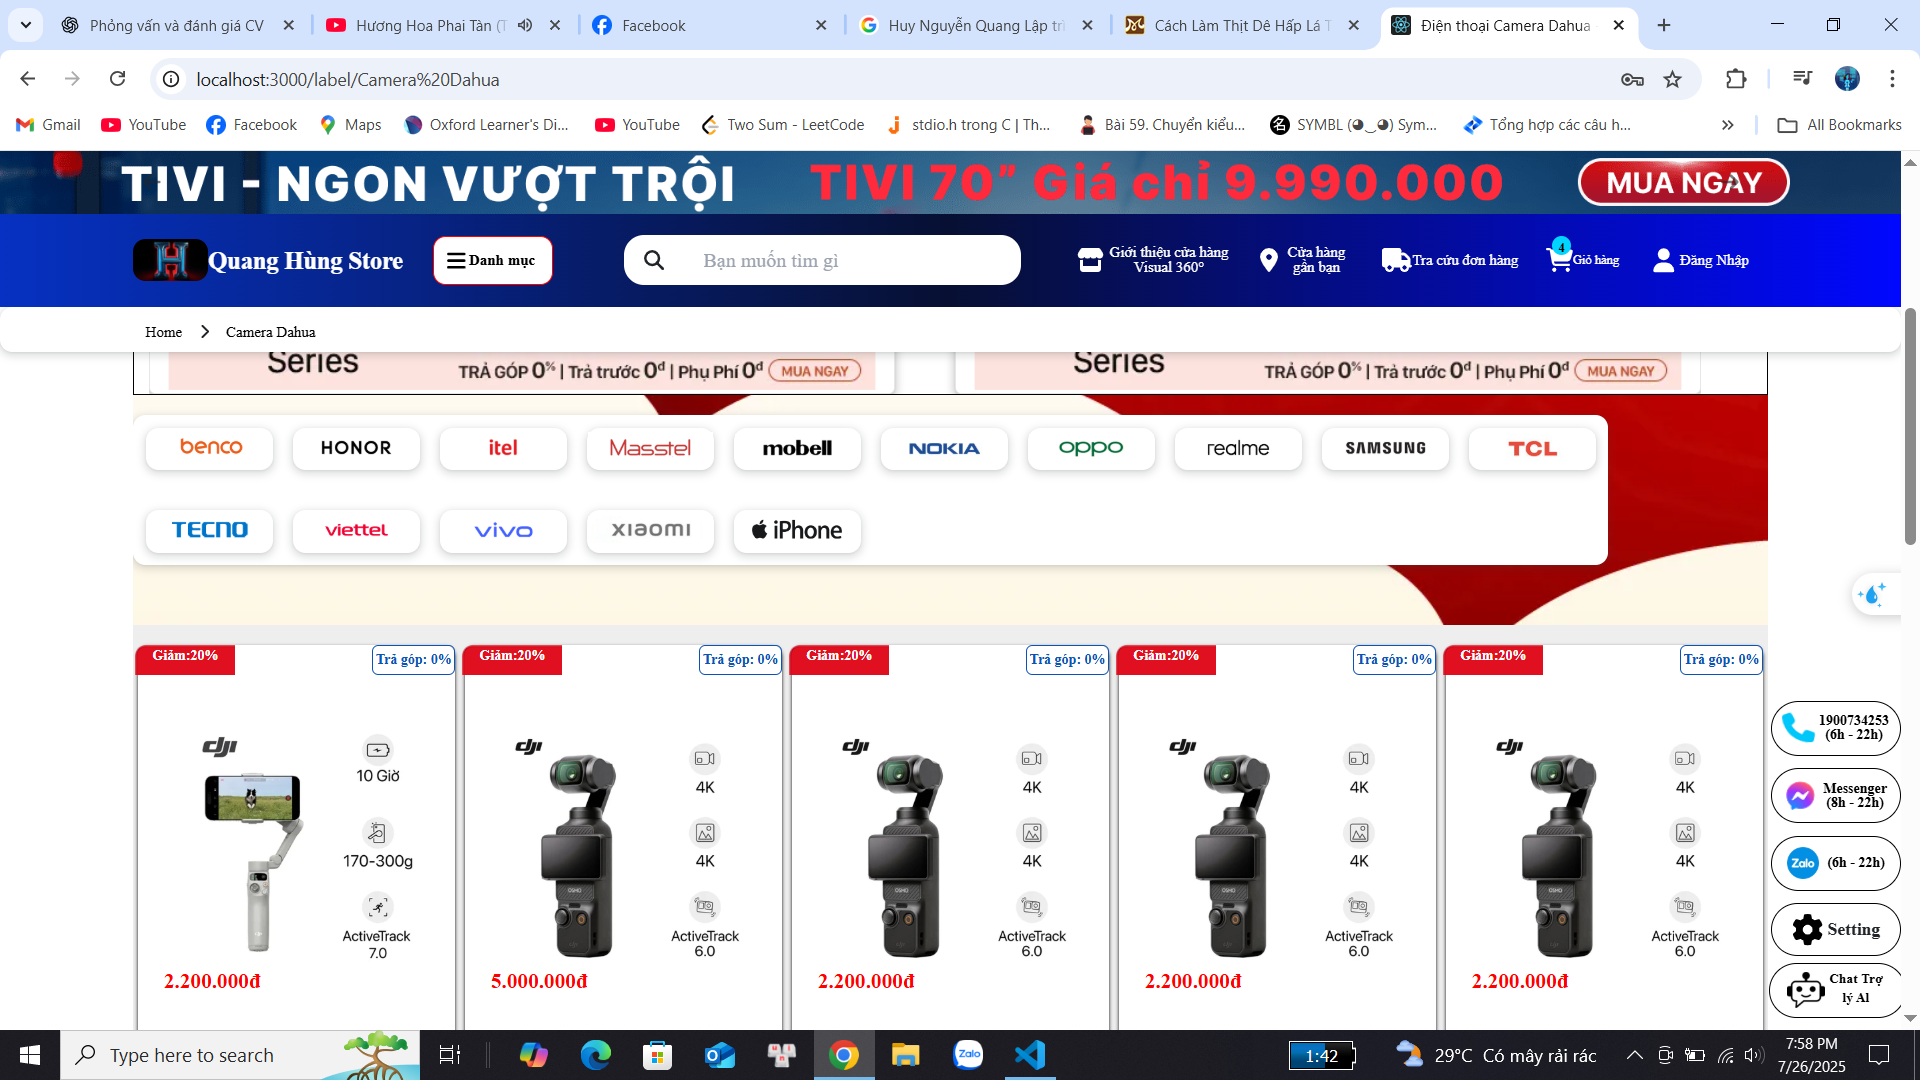 Phỏng vấn và đánh giá CV
Hương Hoa Phai Tàn (T
Facebook
Huy Nguyễn Quang Lập trì
Cách Làm Thịt Dê Hấp Lá T
Điện thoại Camera Dahua
localhost:3000/label/Camera%20Dahua
Gmail
YouTube
Facebook
Maps
Oxford Learner's Di...
YouTube
Two Sum - LeetCode
stdio.h trong C | Th...
Bài 59. Chuyển kiểu...
SYMBL (◕‿◕) Sym...
Tổng hợp các câu h...
All Bookmarks
TIVI - NGON VƯỢT TRỘI
TIVI 70” Giá chỉ 9.990.000
MUA NGAY
Quang Hùng Store
Danh mục
Bạn muốn tìm gì
Giới thiệu cửa hàng
Visual 360°
Cửa hàng
gần bạn
Tra cứu đơn hàng
4
Giỏ hàng
Đăng Nhập
Home
Camera Dahua
Series
TRẢ GÓP 0% | Trả trước 0đ | Phụ Phí 0đ
MUA NGAY
Series
TRẢ GÓP 0% | Trả trước 0đ | Phụ Phí 0đ
MUA NGAY
benco
HONOR
itel
Masstel
mobell
NOKIA
oppo
realme
SAMSUNG
TCL
TECNO
viettel
vivo
xiaomi
iPhone
Giảm:20%
Trả góp: 0%
Giảm:20%
Trả góp: 0%
Giảm:20%
Trả góp: 0%
Giảm:20%
Trả góp: 0%
Giảm:20%
Trả góp: 0%
dji
10 Giờ
170-300g
ActiveTrack
7.0
2.200.000đ
dji
4K
4K
OSMO
ActiveTrack
6.0
5.000.000đ
dji
4K
4K
OSMO
ActiveTrack
6.0
2.200.000đ
dji
4K
4K
OSMO
ActiveTrack
6.0
2.200.000đ
dji
4K
4K
OSMO
ActiveTrack
6.0
2.200.000đ
1900734253
(6h - 22h)
Messenger
(8h - 22h)
Zalo
(6h - 22h)
Setting
Chat Trợ
lý AI
Type here to search
Zalo
1:42
29°C Có mây rải rác
7:58 PM
7/26/2025